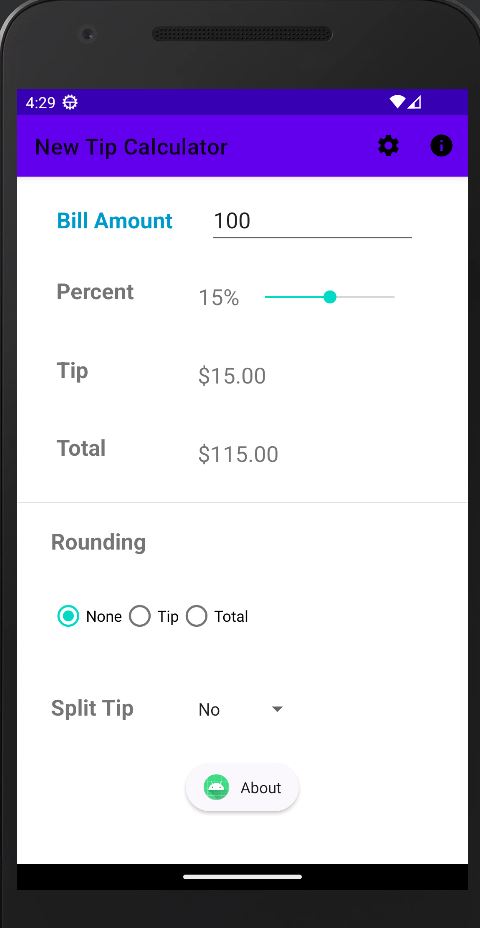 4:29
New Tip Calculator
Bill Amount 100
Percent 15%
Tip $15.00
Total $115.00
Rounding
None Tip Total
Split Tip No
About